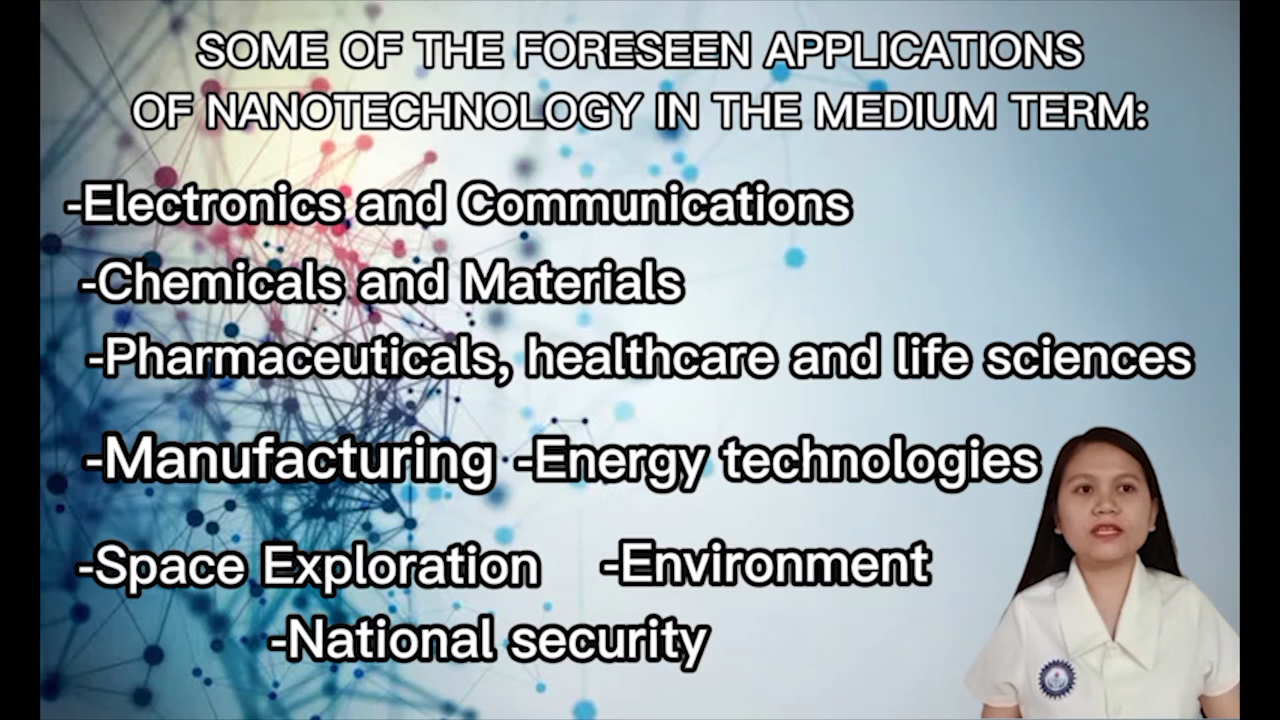 SOME OF THE FORESEEN APPLICATIONS
OF NANOTECHNOLOGY IN THE MEDIUM TERM:
-Electronics and Communications
-Chemicals and Materials
-Pharmaceuticals, healthcare and life sciences
-Manufacturing -Energy technologies
-Space Exploration -Environment
-National security